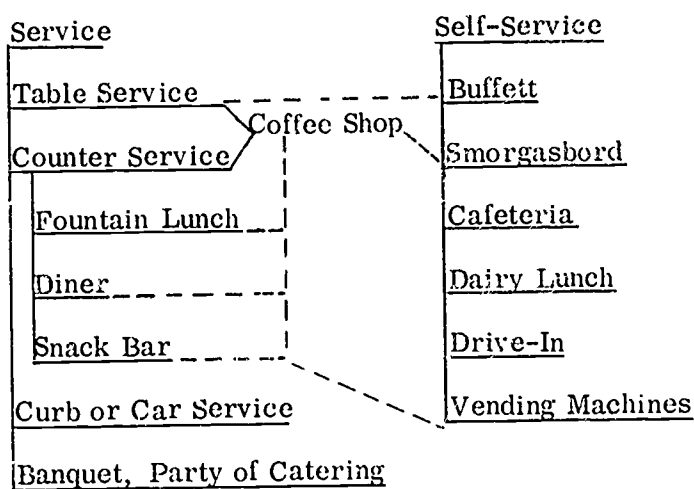 Service
Self-Service
Table Service
Buffett
Coffee Shop
Counter Service
Smorgasbord
Fountain Lunch
Cafeteria
Diner
Dairy Lunch
Snack Bar
Drive-In
Curb or Car Service
Vending Machines
Banquet, Party of Catering